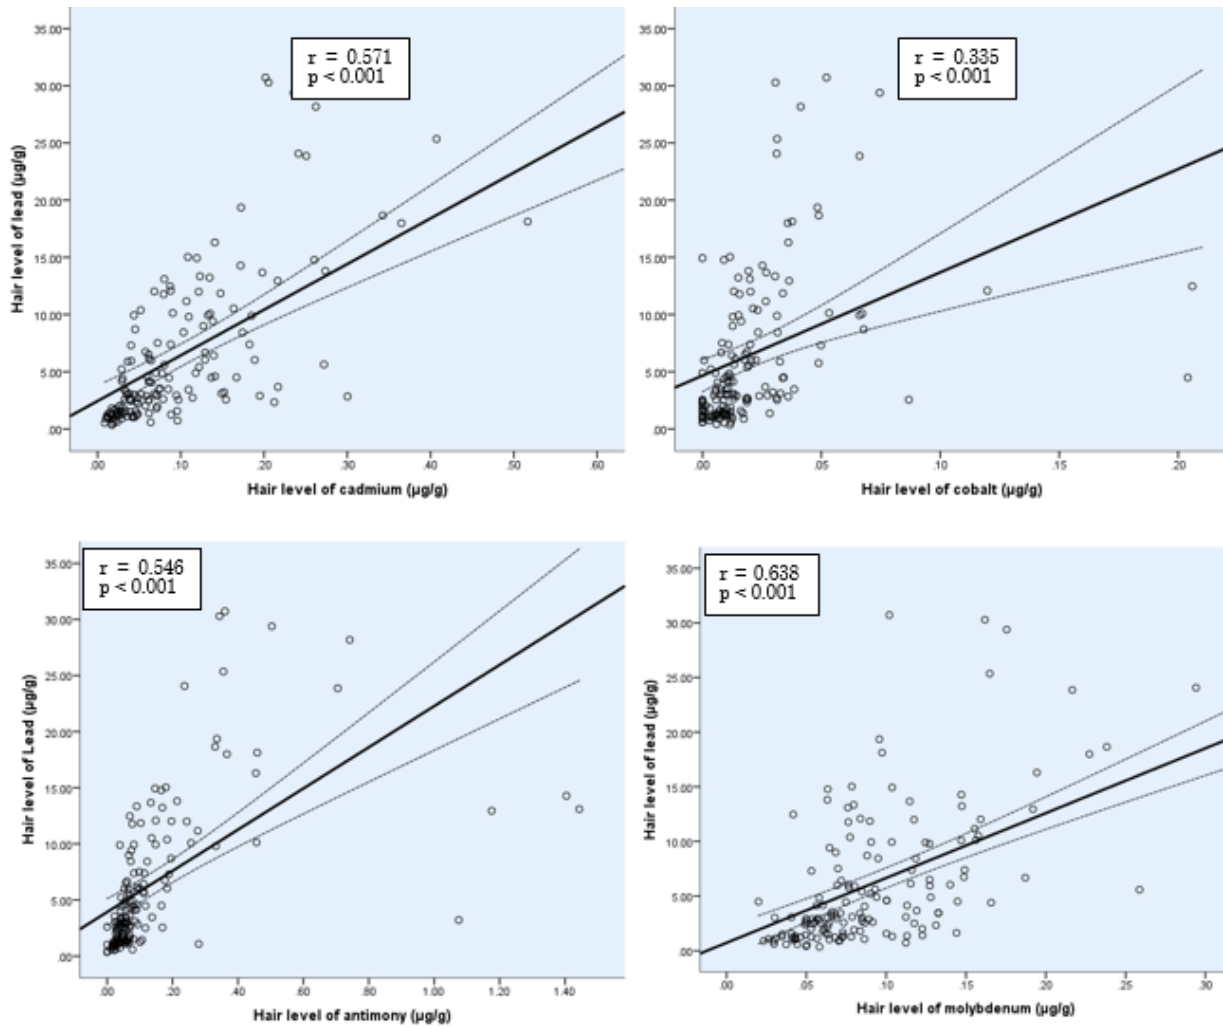 r = 0.571
p < 0.001
35.00
30.00
25.00
20.00
15.00
10.00
5.00
.00
Hair level of lead (µg/g)
.00 .10 .20 .30 .40 .50 .60
Hair level of cadmium (µg/g)
r = 0.335
p < 0.001
35.00
30.00
25.00
20.00
15.00
10.00
5.00
.00
.00 .05 .10 .15 .20
Hair level of cobalt (µg/g)
r = 0.546
p < 0.001
35.00
30.00
25.00
20.00
15.00
10.00
5.00
.00
Hair level of Lead (µg/g)
.00 .20 .40 .60 .80 1.00 1.20 1.40
Hair level of antimony (µg/g)
r = 0.638
p < 0.001
35.00
30.00
25.00
20.00
15.00
10.00
5.00
.00
Hair level of lead (µg/g)
.00 .05 .10 .15 .20 .25 .30
Hair level of molybdenum (µg/g)